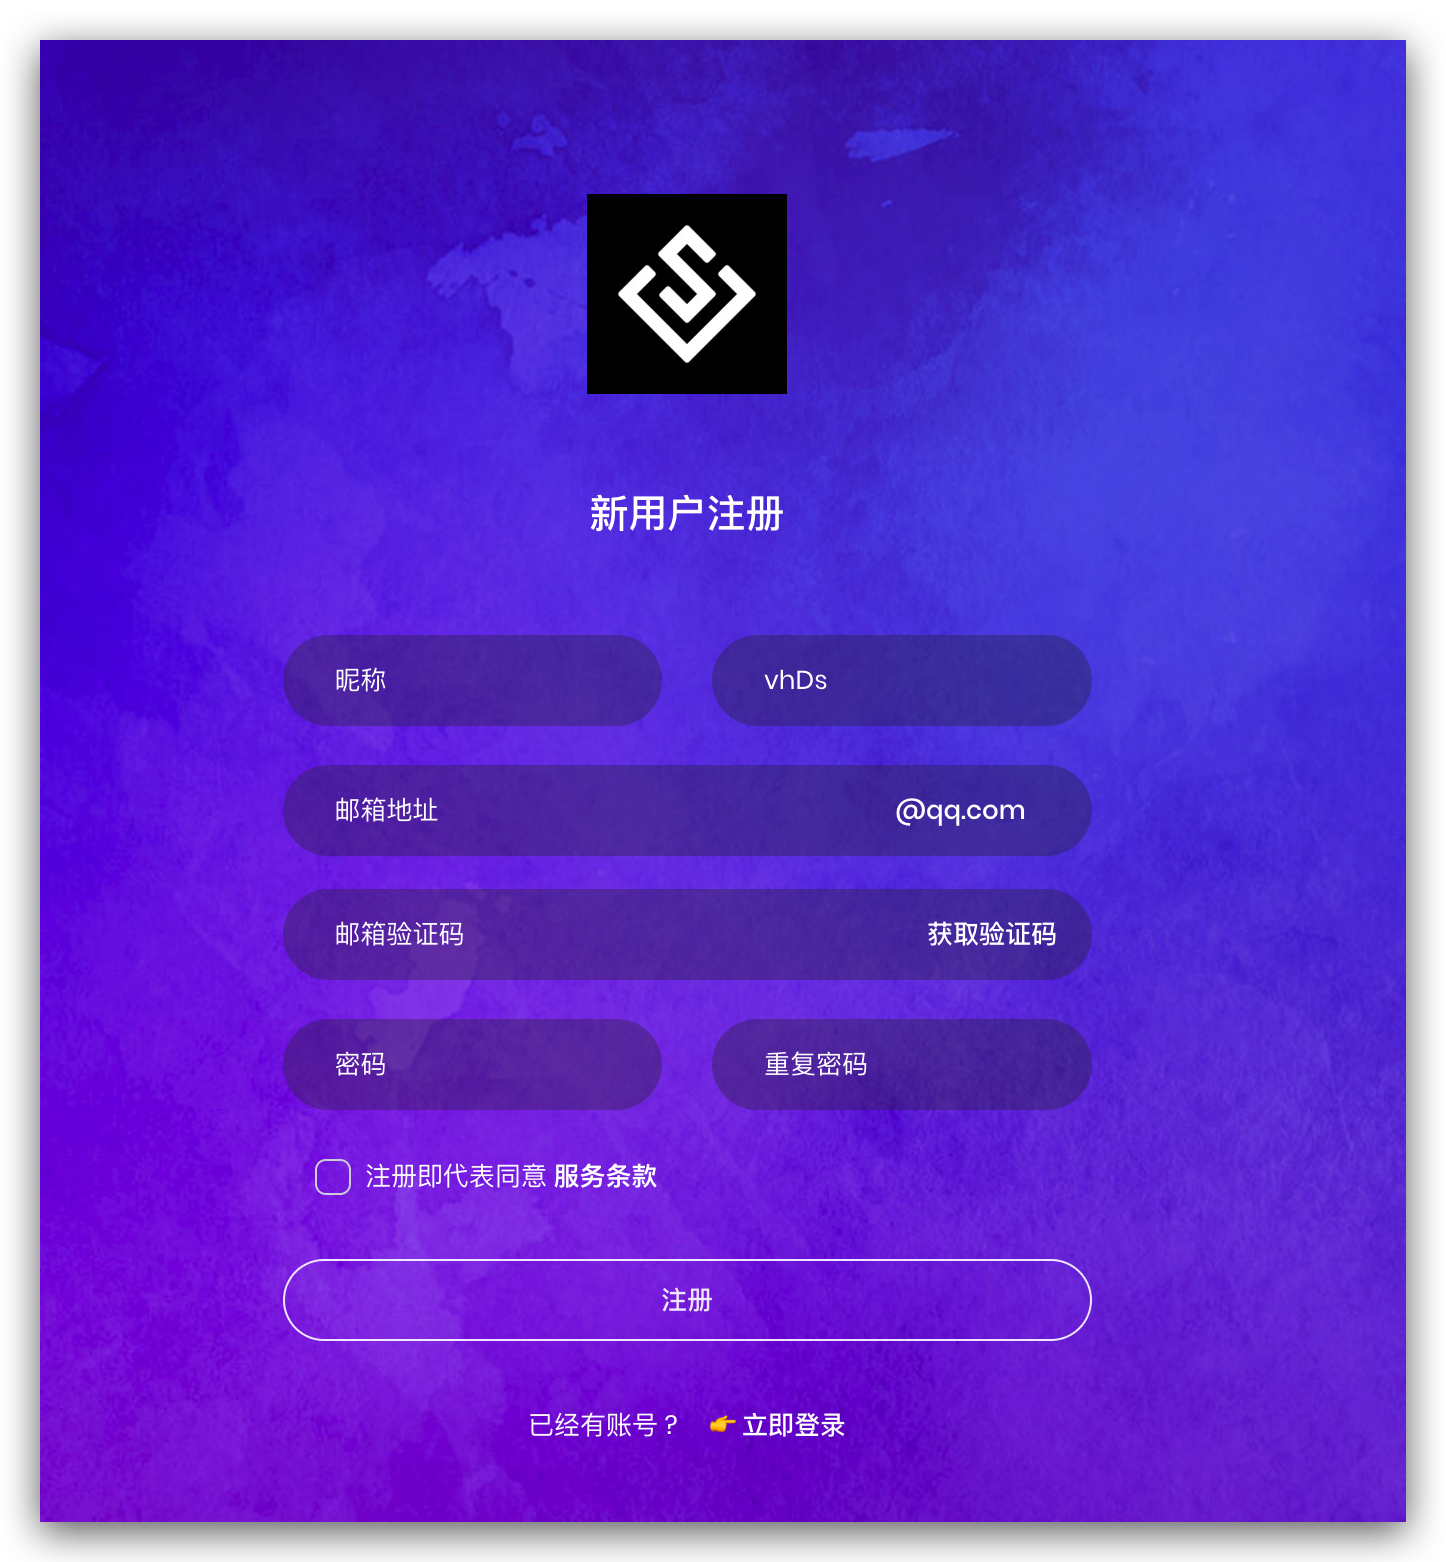 新用户注册
昵称 vhDs
邮箱地址 @qq.com
邮箱验证码 获取验证码
密码 重复密码
注册即代表同意 服务条款
注册
已经有账号？ 👉 立即登录